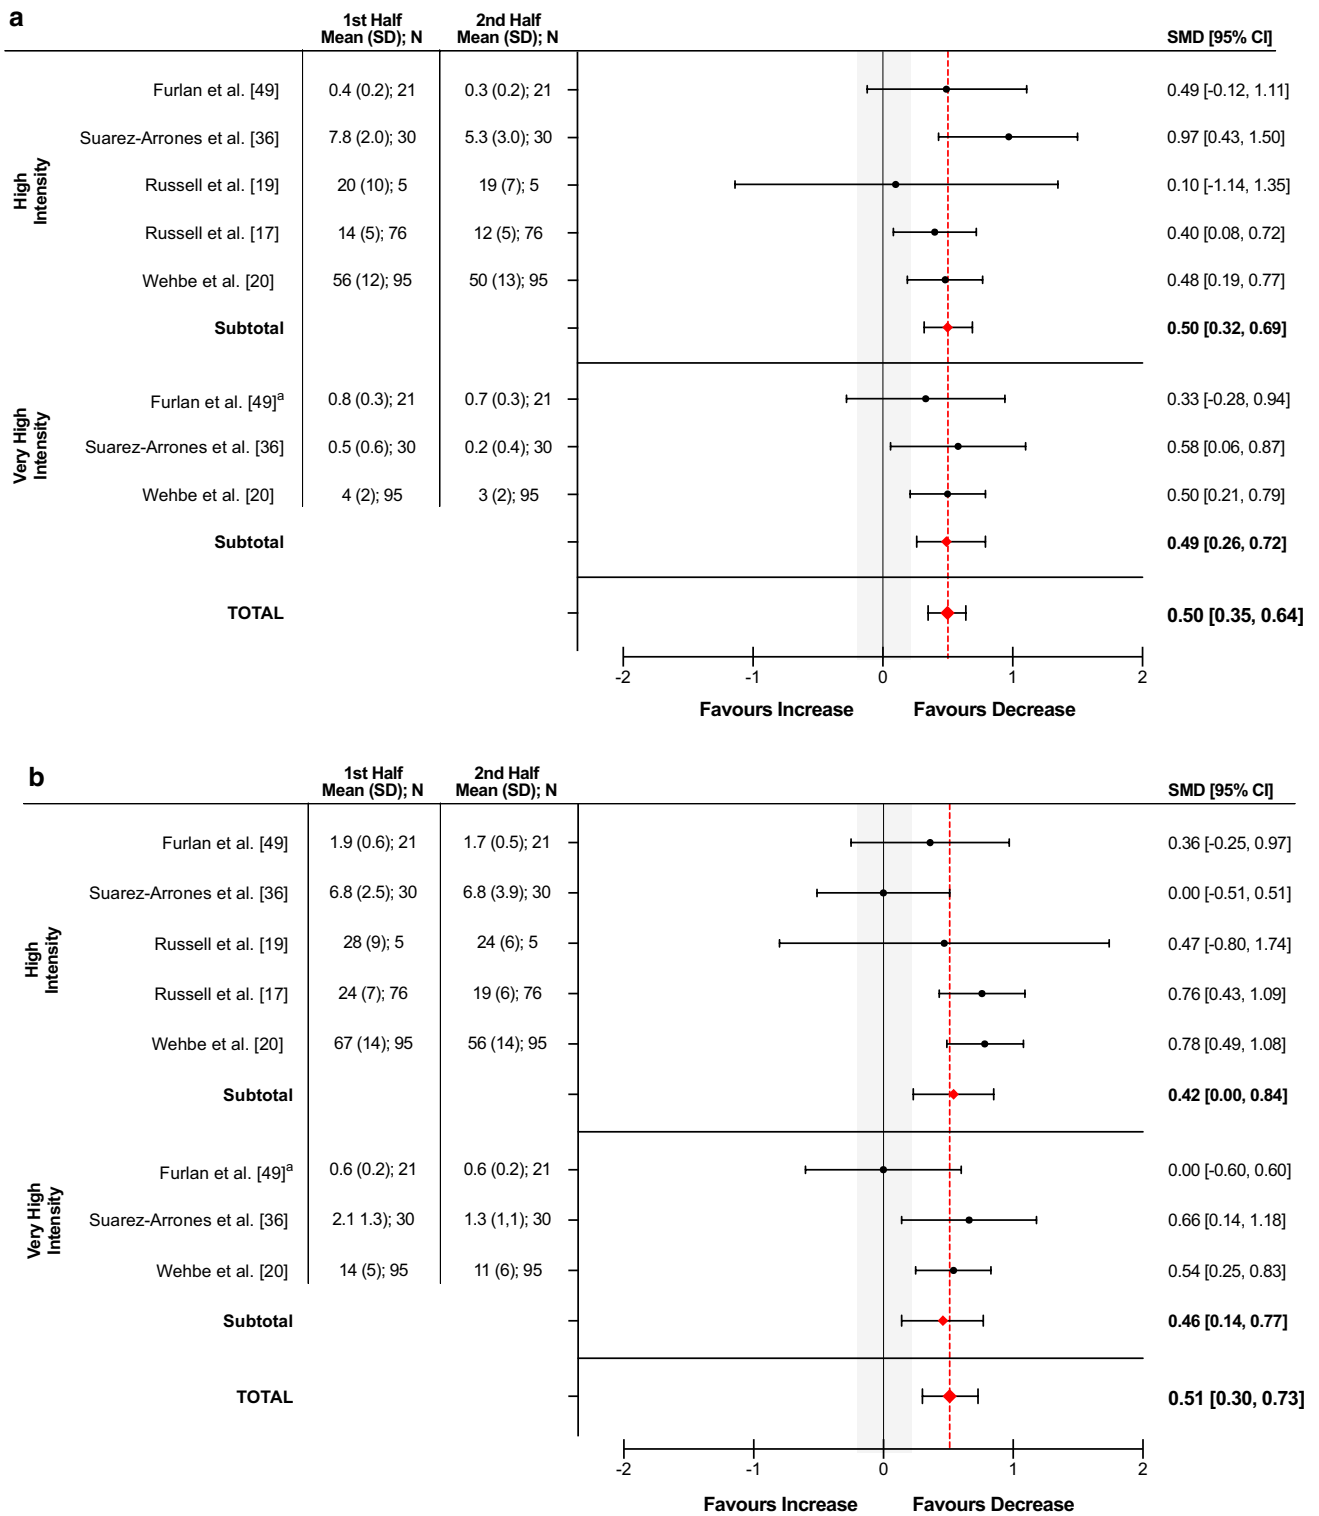 a
1st Half 2nd Half
Mean (SD); N Mean (SD); N SMD [95% CI]
High Intensity
Furlan et al. [49] 0.4 (0.2); 21 0.3 (0.2); 21 0.49 [-0.12, 1.11]
Suarez-Arrones et al. [36] 7.8 (2.0); 30 5.3 (3.0); 30 0.97 [0.43, 1.50]
Russell et al. [19] 20 (10); 5 19 (7); 5 0.10 [-1.14, 1.35]
Russell et al. [17] 14 (5); 76 12 (5); 76 0.40 [0.08, 0.72]
Wehbe et al. [20] 56 (12); 95 50 (13); 95 0.48 [0.19, 0.77]
Subtotal 0.50 [0.32, 0.69]
Very High Intensity
Furlan et al. [49]a 0.8 (0.3); 21 0.7 (0.3); 21 0.33 [-0.28, 0.94]
Suarez-Arrones et al. [36] 0.5 (0.6); 30 0.2 (0.4); 30 0.58 [0.06, 0.87]
Wehbe et al. [20] 4 (2); 95 3 (2); 95 0.50 [0.21, 0.79]
Subtotal 0.49 [0.26, 0.72]
TOTAL 0.50 [0.35, 0.64]
-2 -1 0 1 2
Favours Increase Favours Decrease
b
1st Half 2nd Half
Mean (SD); N Mean (SD); N SMD [95% CI]
High Intensity
Furlan et al. [49] 1.9 (0.6); 21 1.7 (0.5); 21 0.36 [-0.25, 0.97]
Suarez-Arrones et al. [36] 6.8 (2.5); 30 6.8 (3.9); 30 0.00 [-0.51, 0.51]
Russell et al. [19] 28 (9); 5 24 (6); 5 0.47 [-0.80, 1.74]
Russell et al. [17] 24 (7); 76 19 (6); 76 0.76 [0.43, 1.09]
Wehbe et al. [20] 67 (14); 95 56 (14); 95 0.78 [0.49, 1.08]
Subtotal 0.42 [0.00, 0.84]
Very High Intensity
Furlan et al. [49]a 0.6 (0.2); 21 0.6 (0.2); 21 0.00 [-0.60, 0.60]
Suarez-Arrones et al. [36] 2.1 1.3); 30 1.3 (1,1); 30 0.66 [0.14, 1.18]
Wehbe et al. [20] 14 (5); 95 11 (6); 95 0.54 [0.25, 0.83]
Subtotal 0.46 [0.14, 0.77]
TOTAL 0.51 [0.30, 0.73]
-2 -1 0 1 2
Favours Increase Favours Decrease